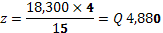 z = 18,300 × 4 / 15 = Q 4,880